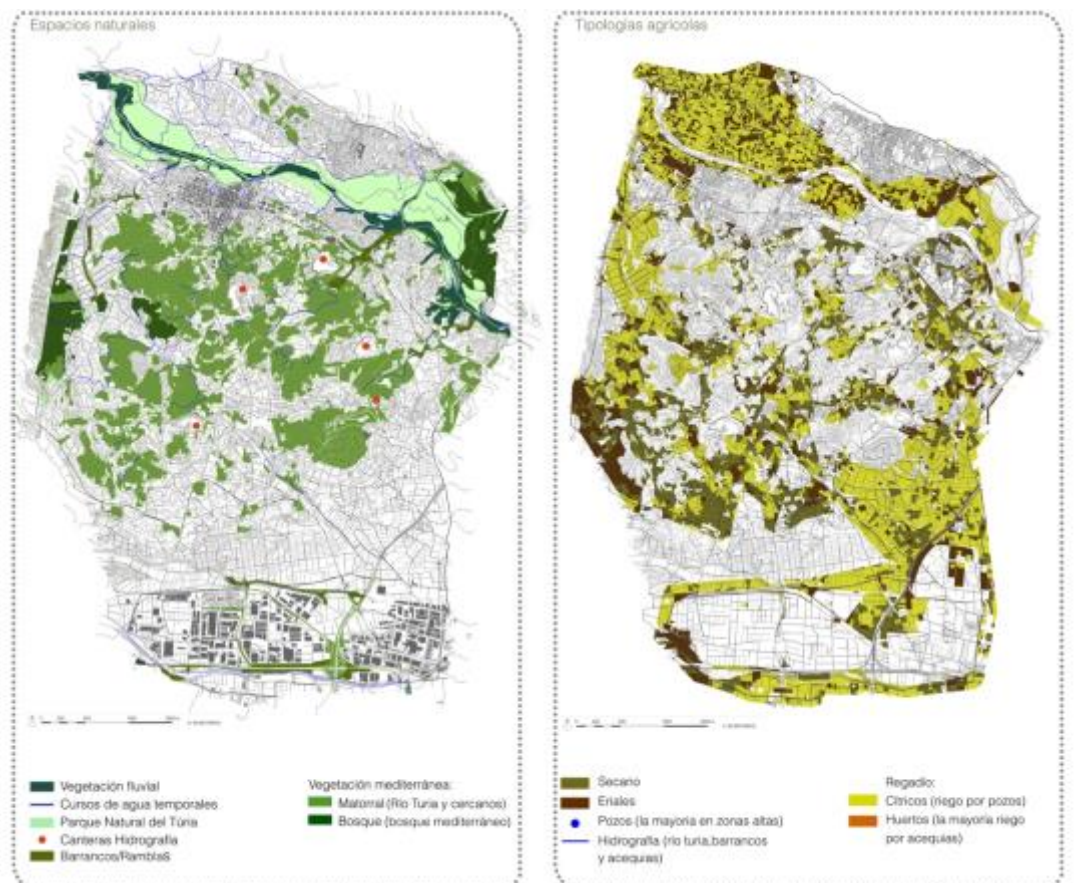 Espacios naturales
Tipologías agrícolas
Vegetación fluvial
Cursos de agua temporales
Parque Natural del Túria
Canteras Hidrografía
Barrancos/Ramblas
Vegetación mediterránea:
Matorral (Río Turia y cercanos)
Bosque (bosque mediterráneo)
Secano
Eriales
Pozos (la mayoria en zonas altas)
Hidrografía (río turia,barrancos
y acequias)
Regadío:
Cítricos (riego por pozos)
Huertos (la mayoría riego
por acequias)